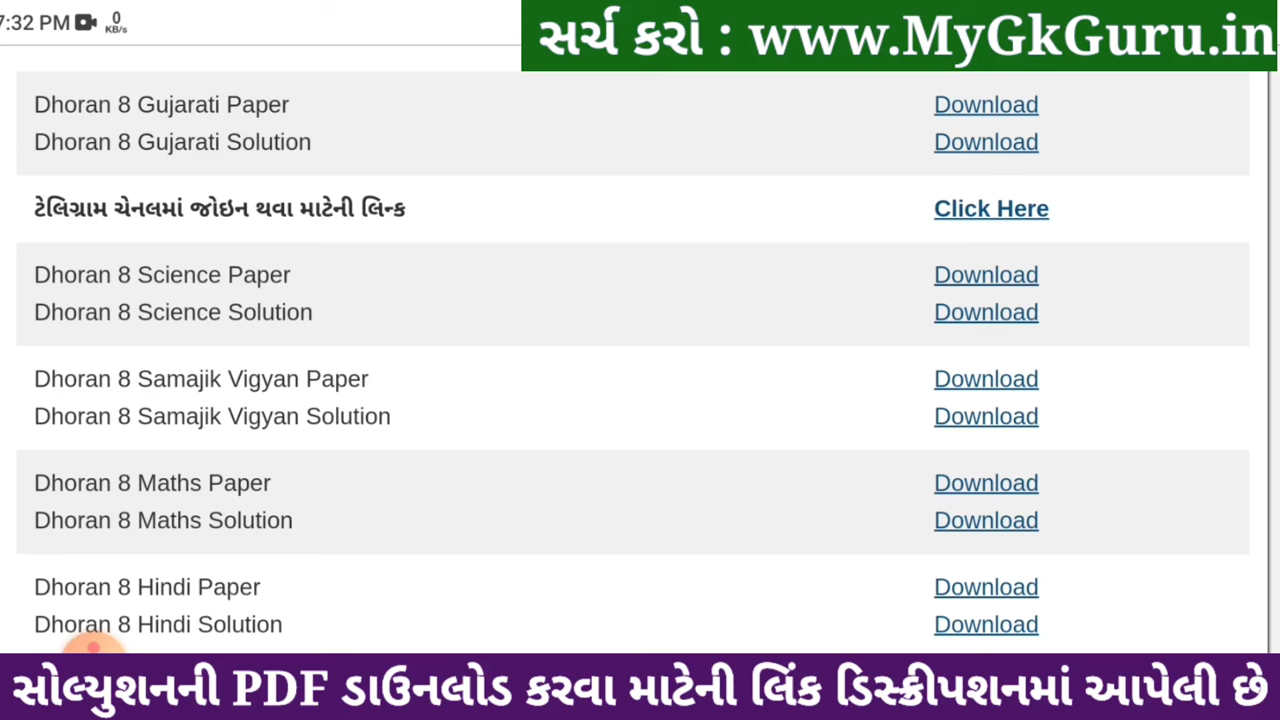 7:32 PM 0 KB/s
સર્ચ કરો : www.MyGkGuru.in
Dhoran 8 Gujarati Paper Download
Dhoran 8 Gujarati Solution Download
ટેલિગ્રામ ચેનલમાં જોઇન થવા માટેની લિન્ક Click Here
Dhoran 8 Science Paper Download
Dhoran 8 Science Solution Download
Dhoran 8 Samajik Vigyan Paper Download
Dhoran 8 Samajik Vigyan Solution Download
Dhoran 8 Maths Paper Download
Dhoran 8 Maths Solution Download
Dhoran 8 Hindi Paper Download
Dhoran 8 Hindi Solution Download
સોલ્યુશનની PDF ડાઉનલોડ કરવા માટેની લિંક ડિસ્ક્રીપશનમાં આપેલી છે